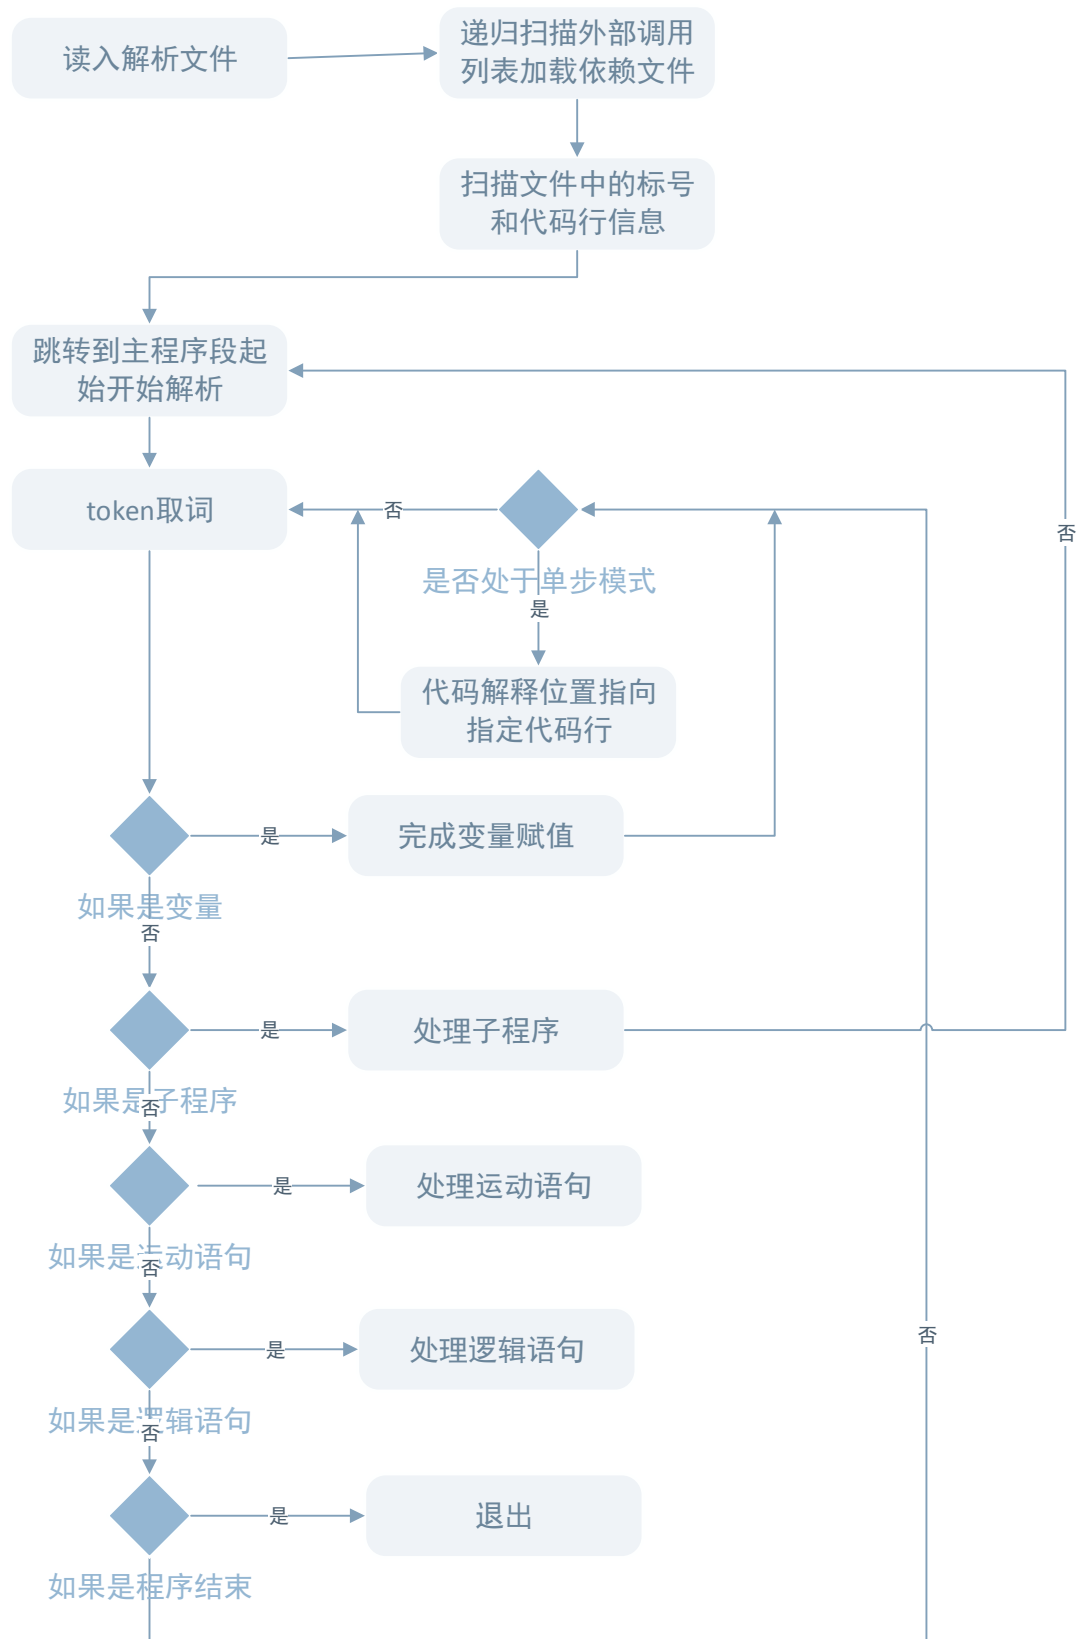 读入解析文件
递归扫描外部调用
列表加载依赖文件
扫描文件中的标号
和代码行信息
跳转到主程序段起
始开始解析
token取词
否
是否处于单步模式
是
否
代码解释位置指向
指定代码行
是
完成变量赋值
如果是变量
否
是
处理子程序
如果是子程序
否
是
处理运动语句
如果是运动语句
否
否
是
处理逻辑语句
如果是逻辑语句
否
是
退出
如果是程序结束